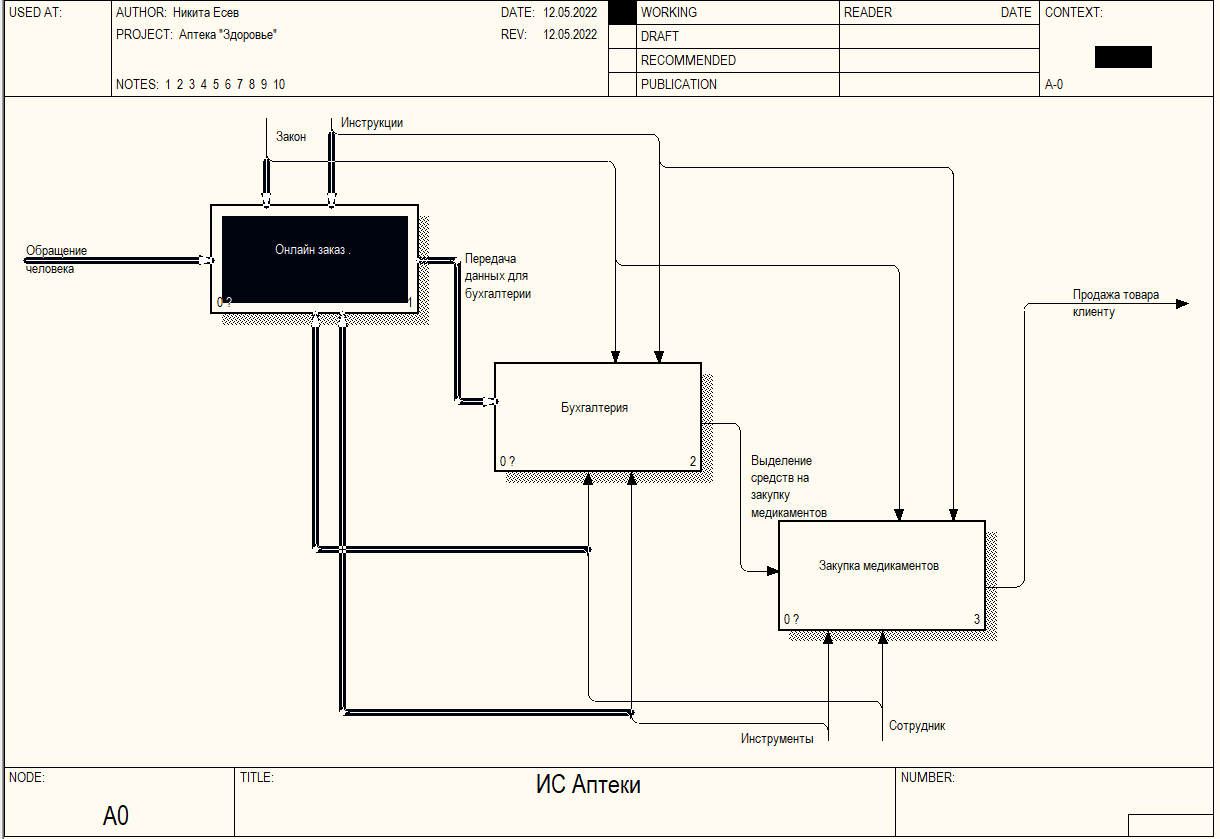 USED AT:
AUTHOR: Никита Есев
DATE: 12.05.2022
PROJECT: Аптека "Здоровье"
REV: 12.05.2022
NOTES: 1 2 3 4 5 6 7 8 9 10
WORKING
DRAFT
RECOMMENDED
PUBLICATION
READER DATE
CONTEXT:
A-0
Закон
Инструкции
Обращение
человека
Онлайн заказ .
0 ? 1
Передача
данных для
бухгалтерии
Продажа товара
клиенту
Бухгалтерия
0 ? 2
Выделение
средств на
закупку
медикаментов
Закупка медикаментов
0 ? 3
Сотрудник
Инструменты
NODE:
A0
TITLE:
ИС Аптеки
NUMBER: